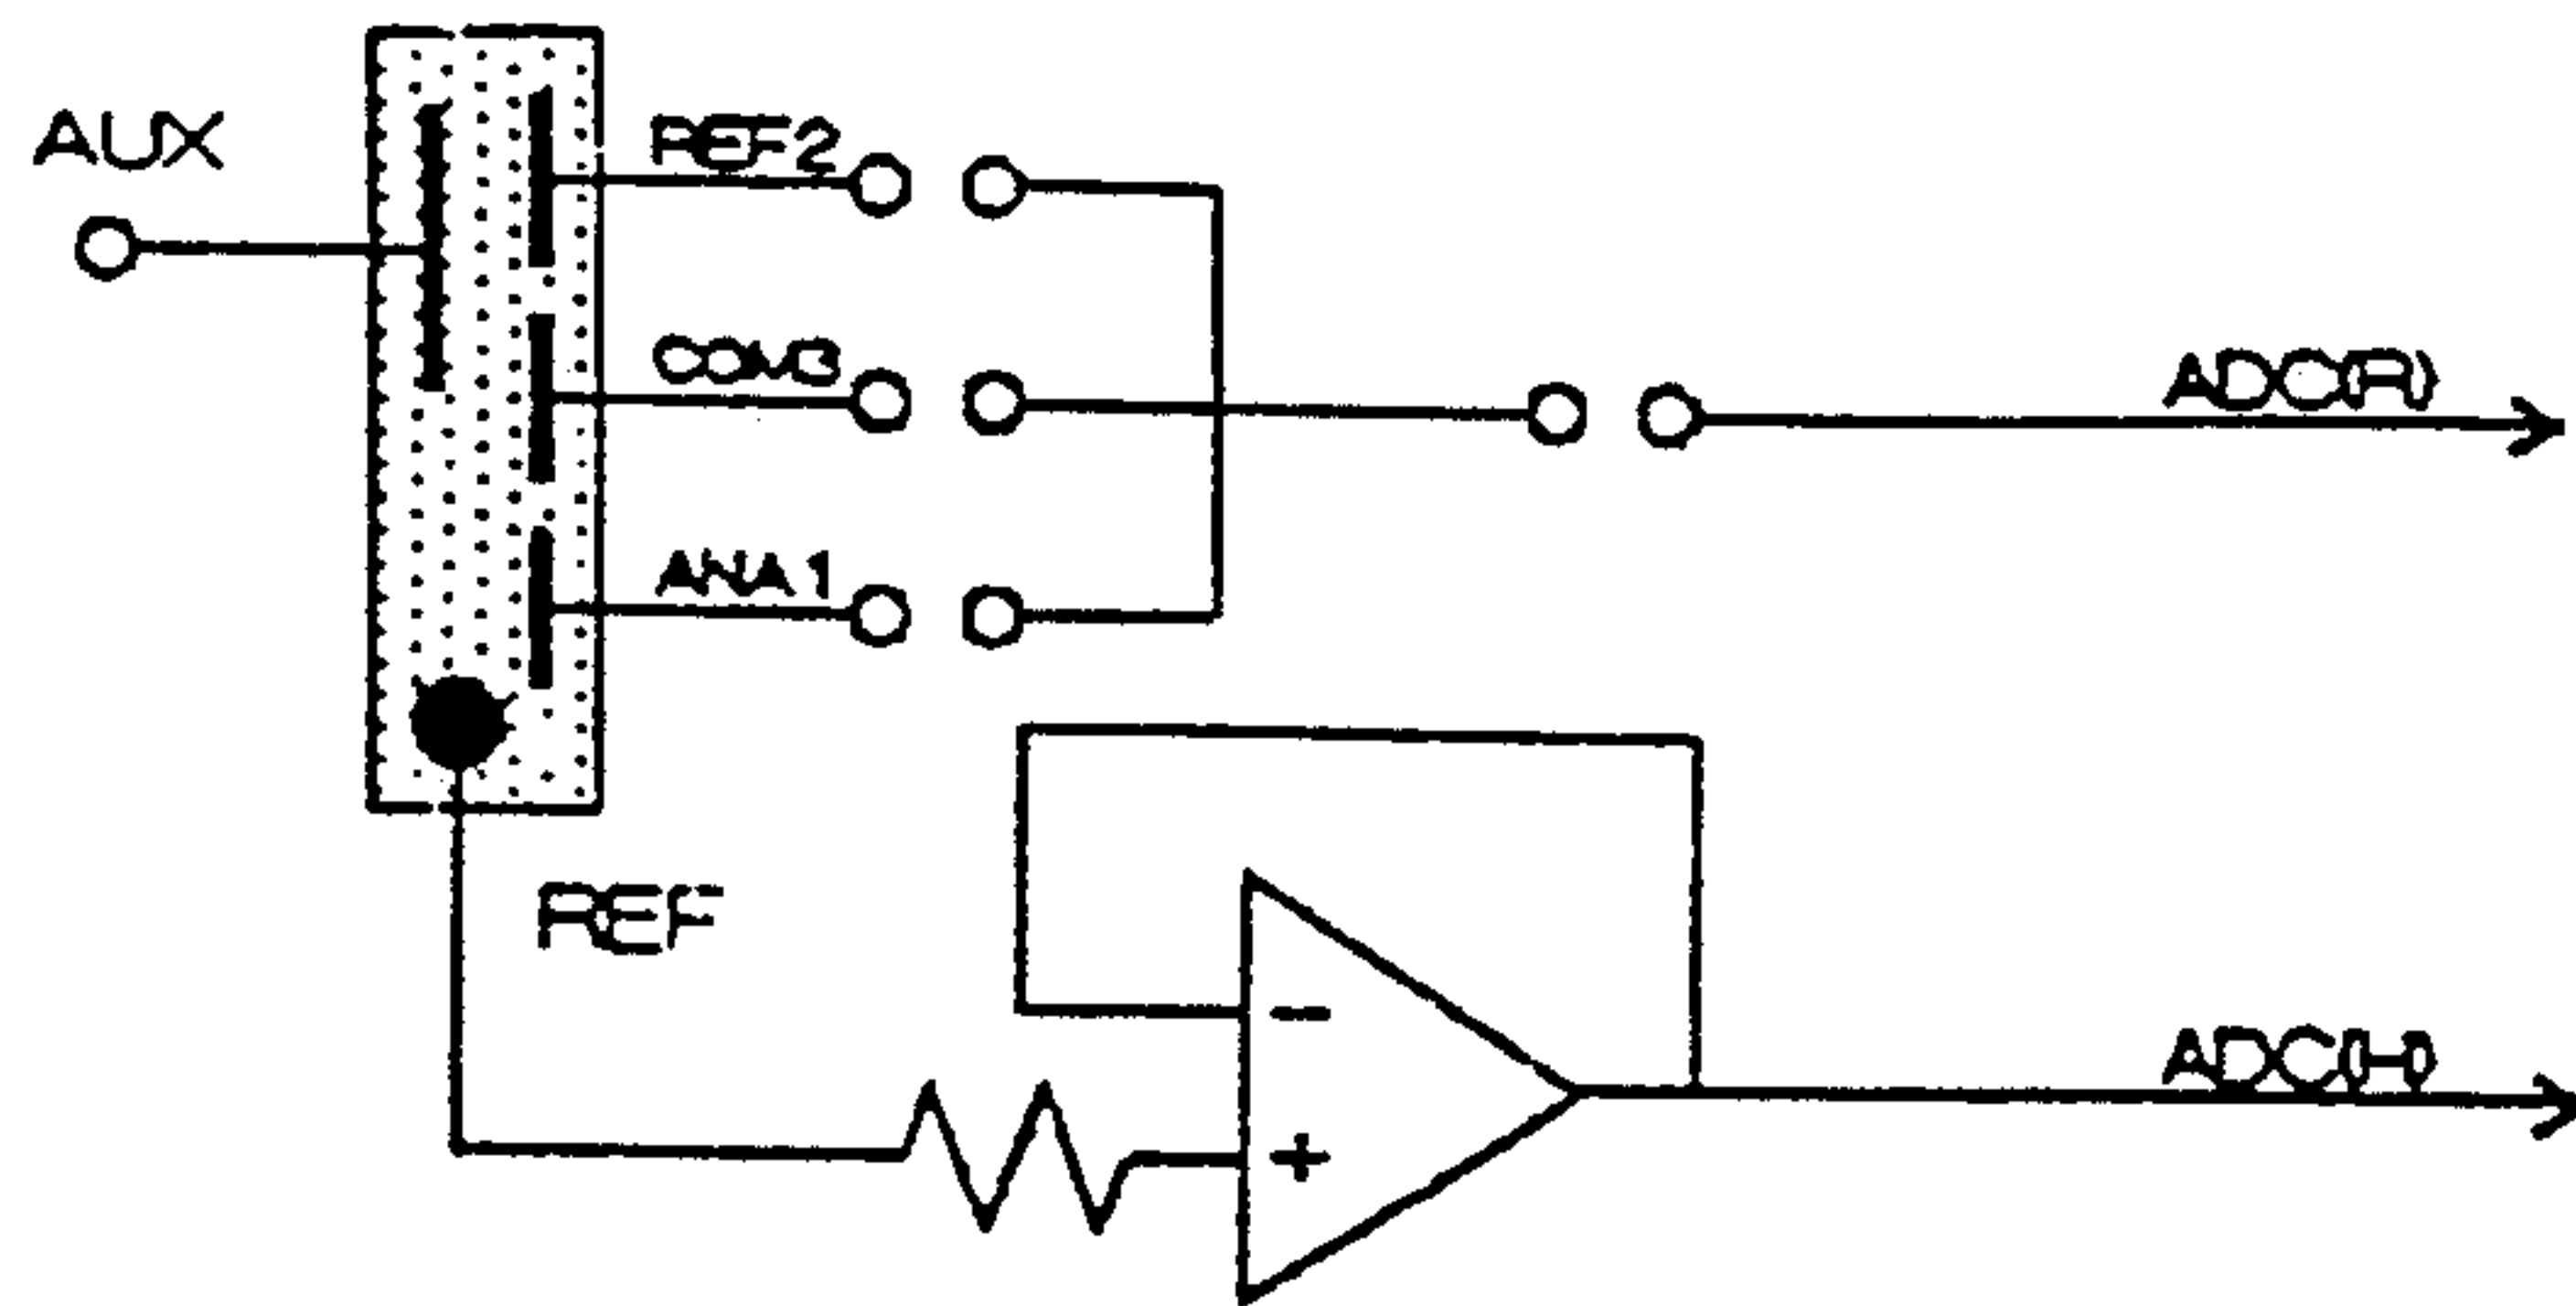 AUX
REF2
COM3
ANA1
ADC(R)
REF
-
+
ADC(H)